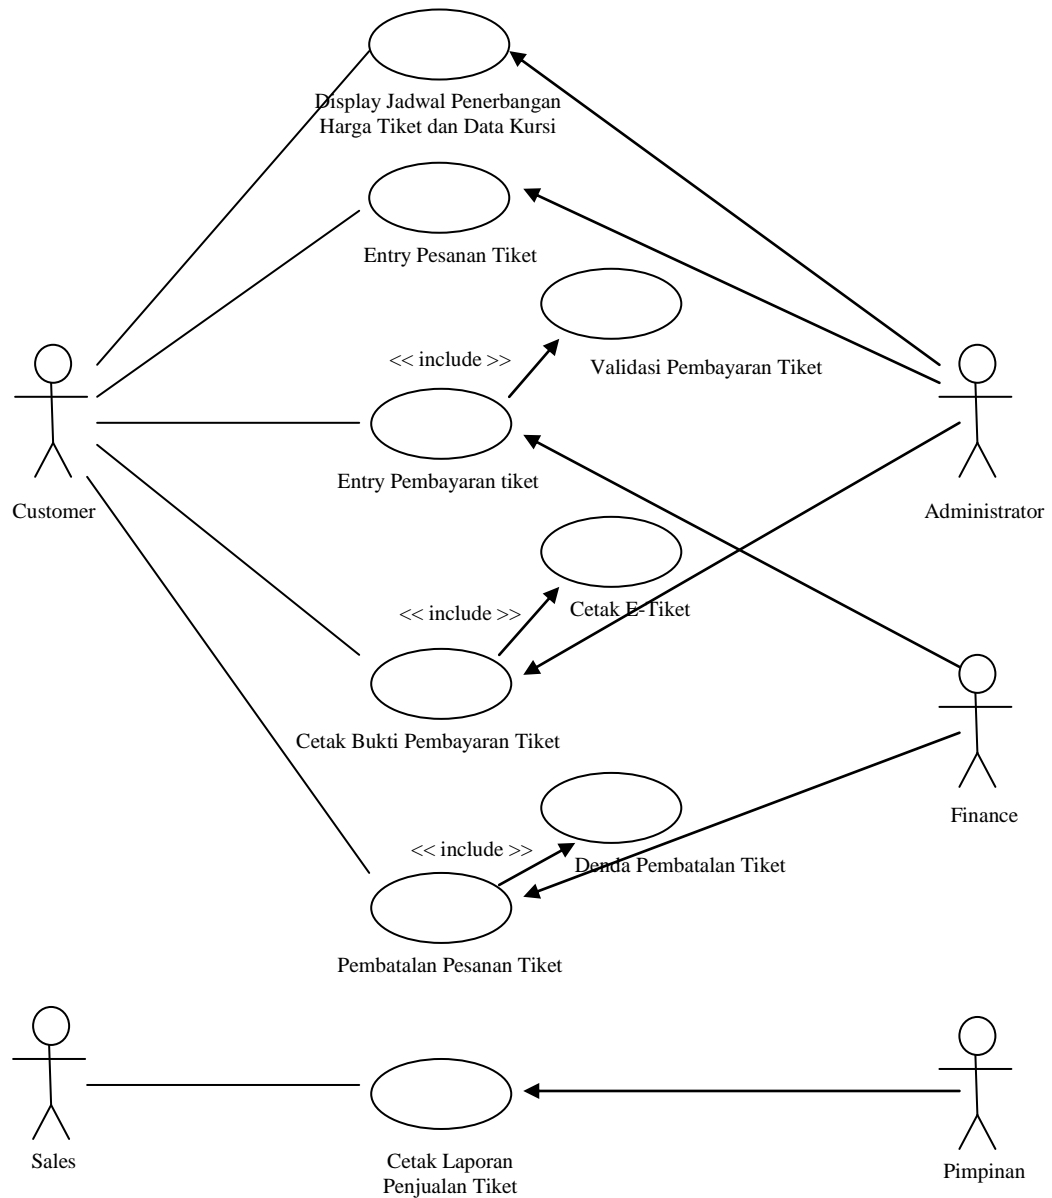 Display Jadwal Penerbangan
Harga Tiket dan Data Kursi
Entry Pesanan Tiket
<< include >>
Validasi Pembayaran Tiket
Entry Pembayaran tiket
Customer
Administrator
<< include >>
Cetak E-Tiket
Cetak Bukti Pembayaran Tiket
Finance
<< include >>
Denda Pembatalan Tiket
Pembatalan Pesanan Tiket
Sales
Cetak Laporan
Penjualan Tiket
Pimpinan